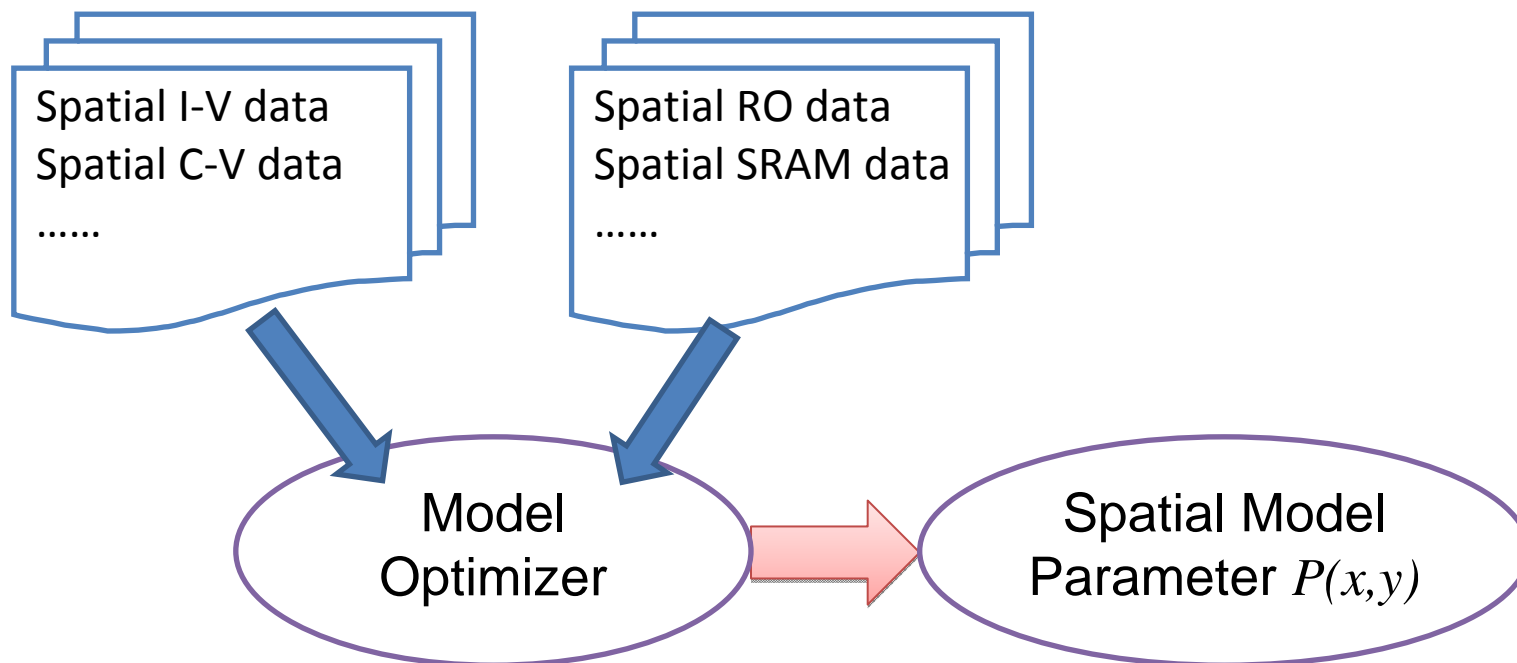 Spatial I-V data
Spatial C-V data
......
Spatial RO data
Spatial SRAM data
......
Model
Optimizer
Spatial Model
Parameter P(x,y)